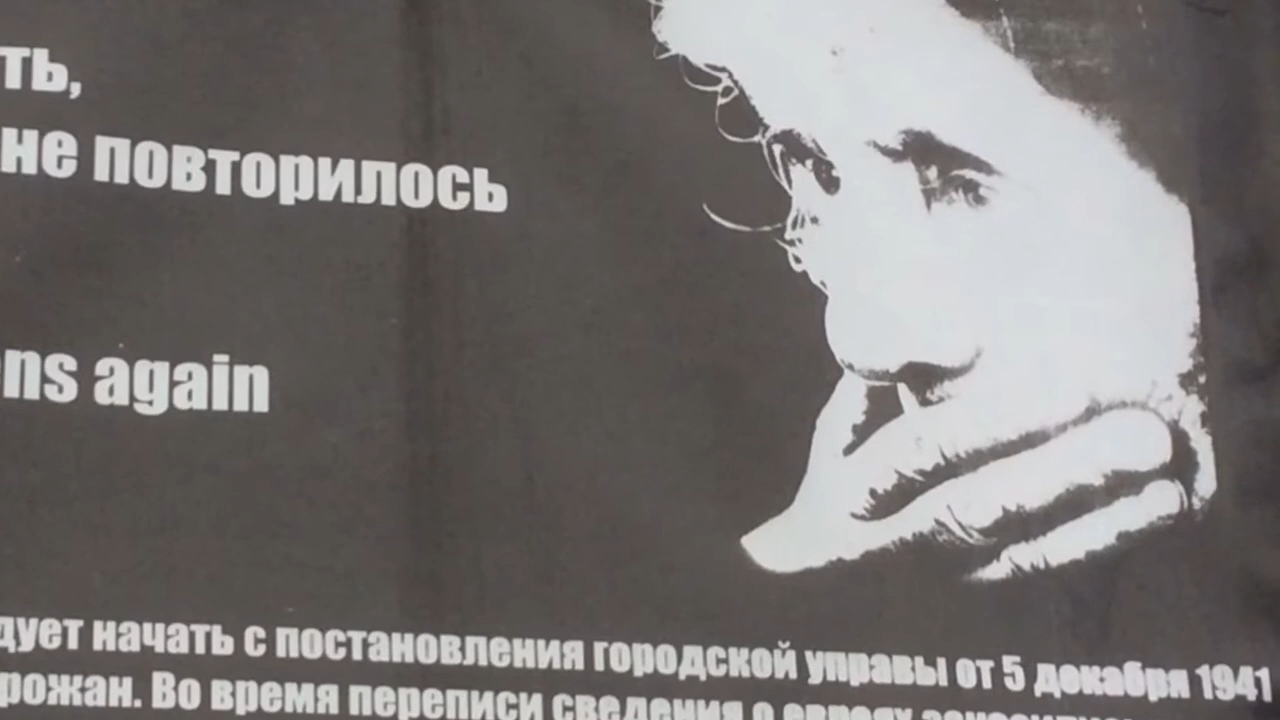 ть,
не повторилось
ns again
дует начать с постановления городской управы от 5 декабря 1941
рожан. Во время переписи сведения о евреях